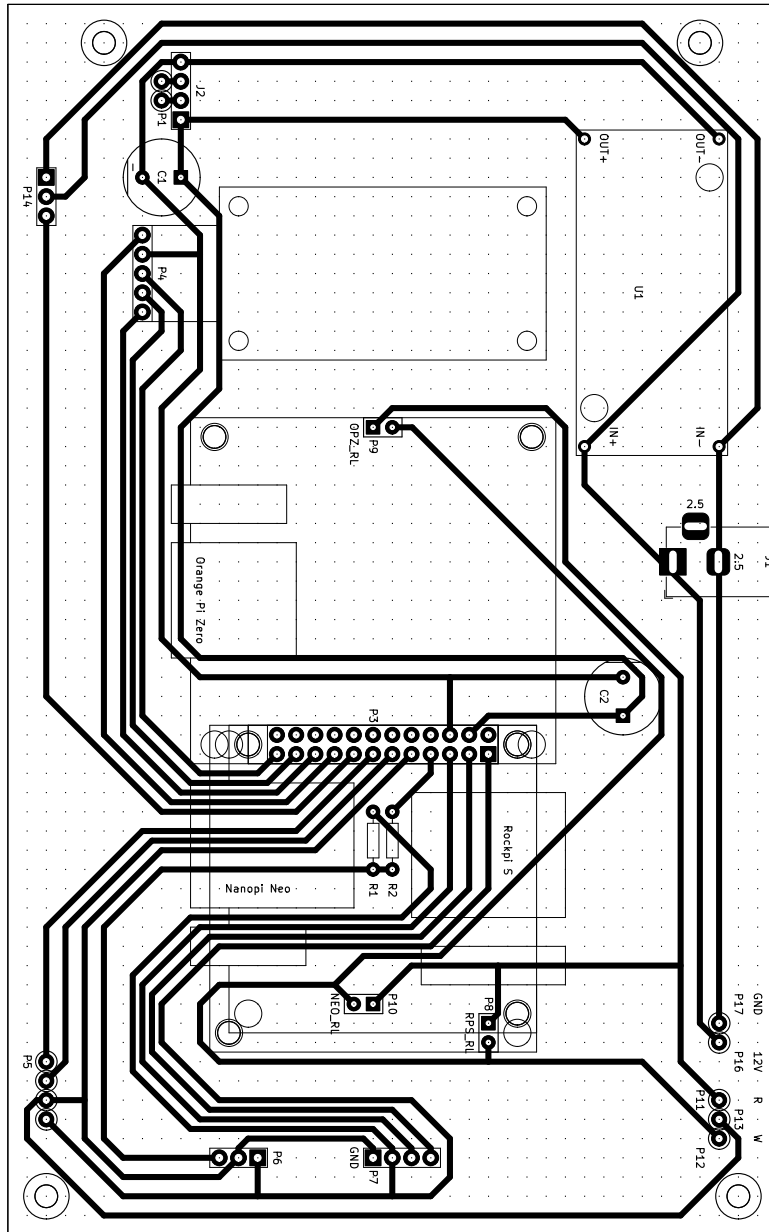 J2
P1
-
C1
OUT+
OUT-
P14
P4
U1
IN+
IN-
P9
OPZ_RL
2.5
2.5
J1
Orange Pi Zero
C2
P3
Rockpi S
Nanopi Neo
R1
R2
P10
NEO_RL
P8
RPS_RL
GND
P17
12V
P16
R
P11
P13
W
P12
P5
P6
GND
P7